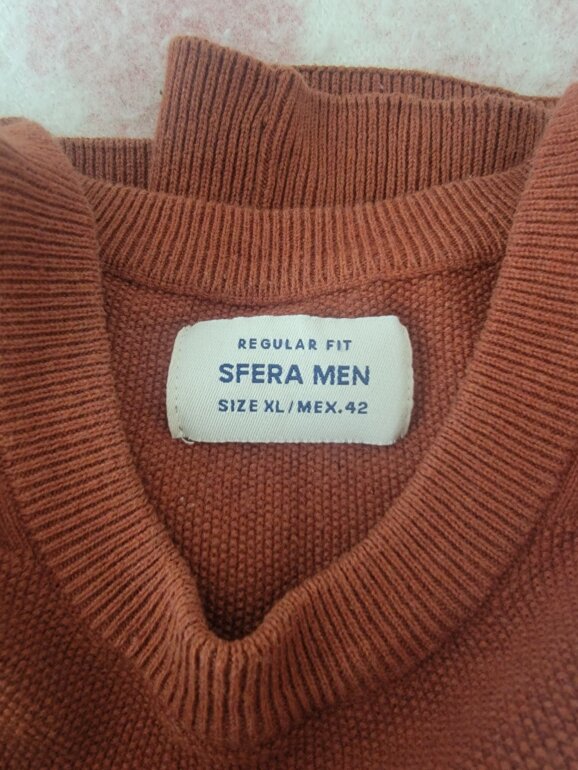 REGULAR FIT
SFERA MEN
SIZE XL/MEX.42